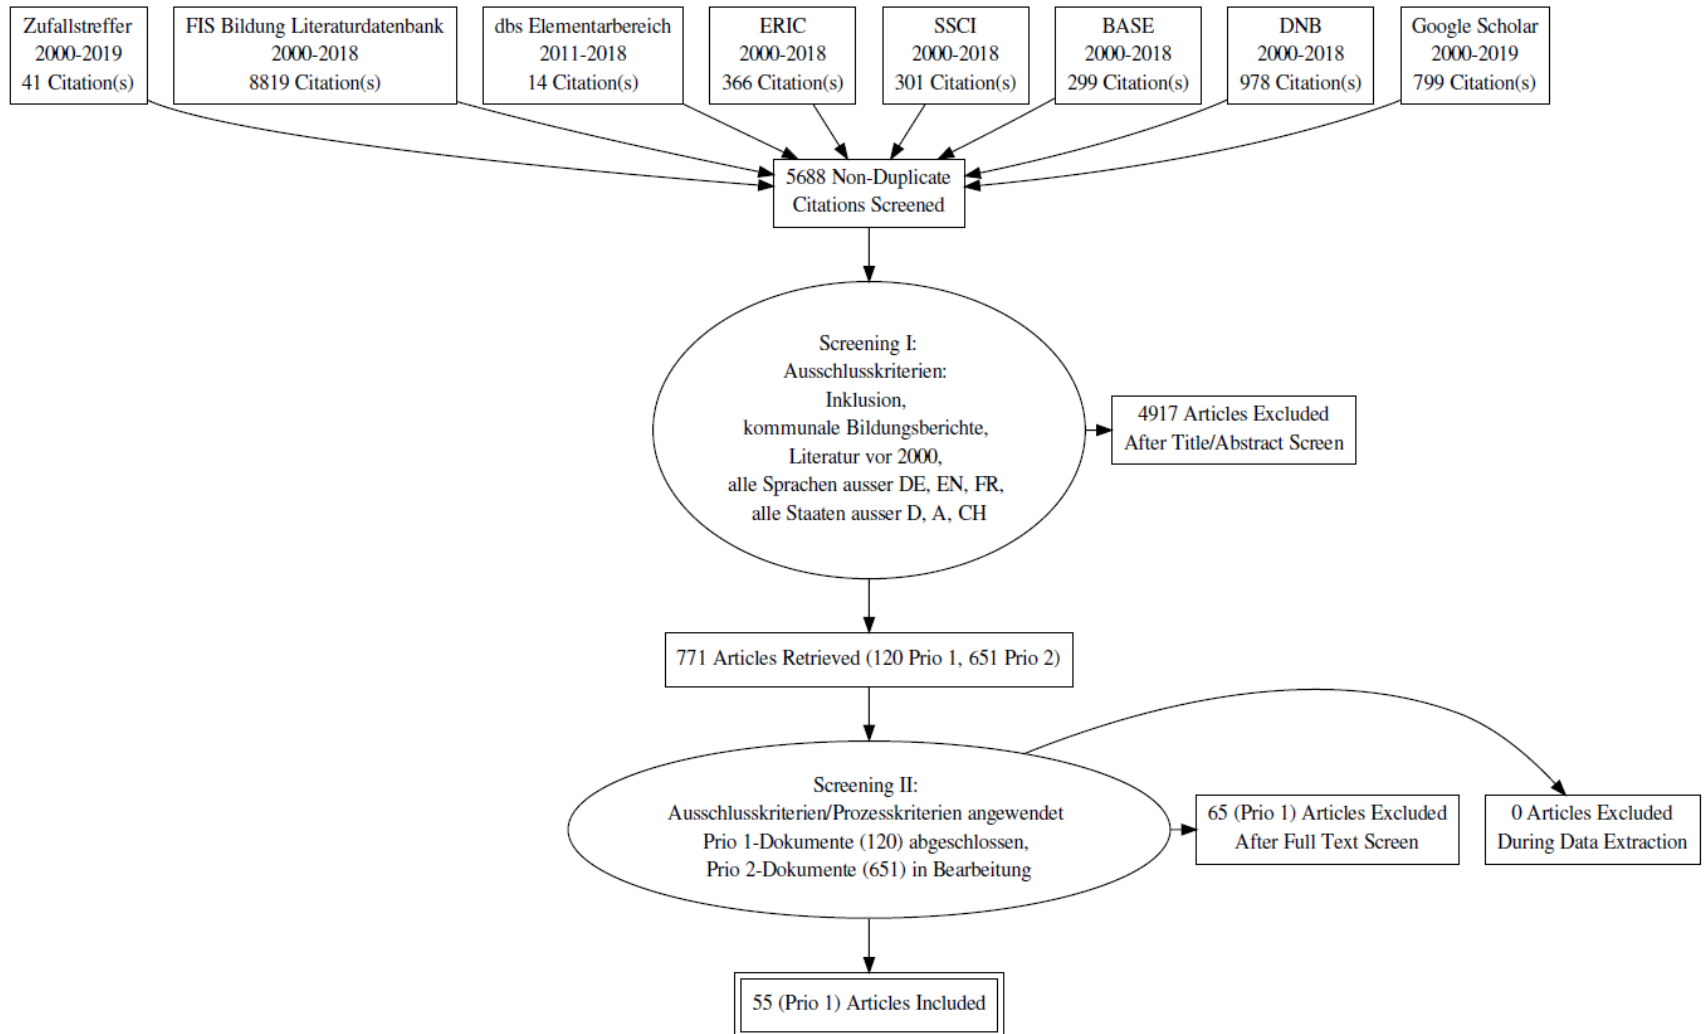 Zufallstreffer
2000-2019
41 Citation(s)
FIS Bildung Literaturdatenbank
2000-2018
8819 Citation(s)
dbs Elementarbereich
2011-2018
14 Citation(s)
ERIC
2000-2018
366 Citation(s)
SSCI
2000-2018
301 Citation(s)
BASE
2000-2018
299 Citation(s)
DNB
2000-2018
978 Citation(s)
Google Scholar
2000-2019
799 Citation(s)
5688 Non-Duplicate
Citations Screened
Screening I:
Ausschlusskriterien:
Inklusion,
kommunale Bildungsberichte,
Literatur vor 2000,
alle Sprachen ausser DE, EN, FR,
alle Staaten ausser D, A, CH
4917 Articles Excluded
After Title/Abstract Screen
771 Articles Retrieved (120 Prio 1, 651 Prio 2)
Screening II:
Ausschlusskriterien/Prozesskriterien angewendet
Prio 1-Dokumente (120) abgeschlossen,
Prio 2-Dokumente (651) in Bearbeitung
65 (Prio 1) Articles Excluded
After Full Text Screen
0 Articles Excluded
During Data Extraction
55 (Prio 1) Articles Included